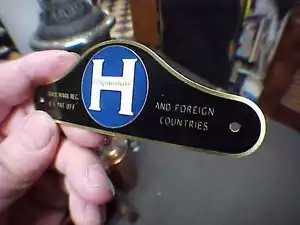 H
TRADE MARK REG.
U.S. PAT. OFF.
AND FOREIGN
COUNTRIES